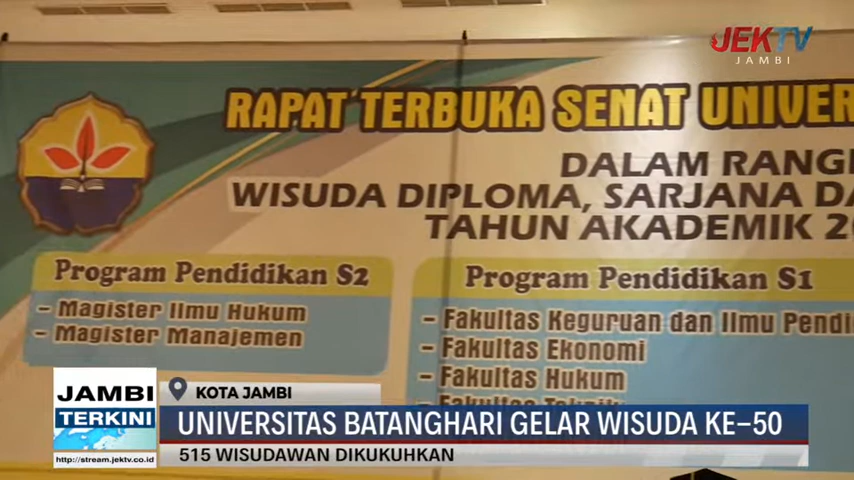 JEKTV
JAMBI
RAPAT TERBUKA SENAT UNIVER
DALAM RANG
WISUDA DIPLOMA, SARJANA DA
TAHUN AKADEMIK 2
Program Pendidikan S2
- Magister Ilmu Hukum
- Magister Manajemen
Program Pendidikan S1
- Fakultas Keguruan dan Ilmu Pendi
- Fakultas Ekonomi
- Fakultas Hukum
- Fakultas Teknik
JAMBI
TERKINI
http://stream.jektv.co.id
KOTA JAMBI
UNIVERSITAS BATANGHARI GELAR WISUDA KE-50
515 WISUDAWAN DIKUKUHKAN